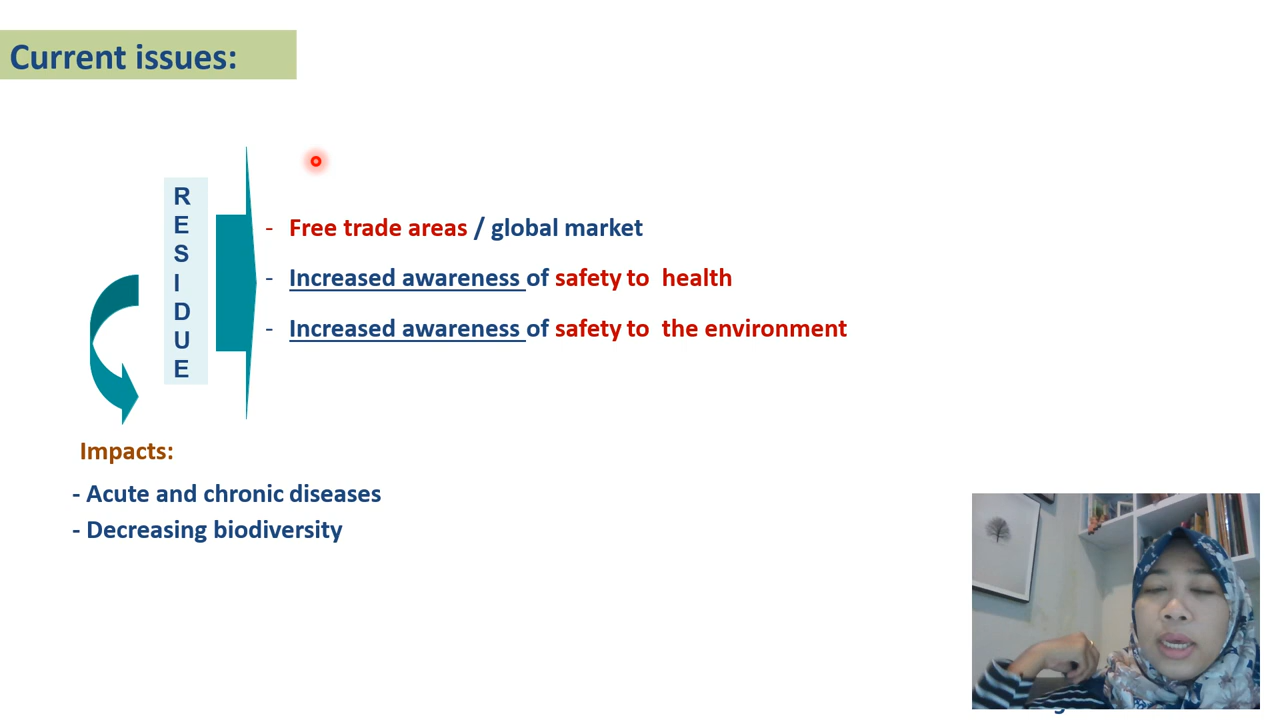 Current issues:
RESIDUE
- Free trade areas / global market
- Increased awareness of safety to health
- Increased awareness of safety to the environment
Impacts:
- Acute and chronic diseases
- Decreasing biodiversity